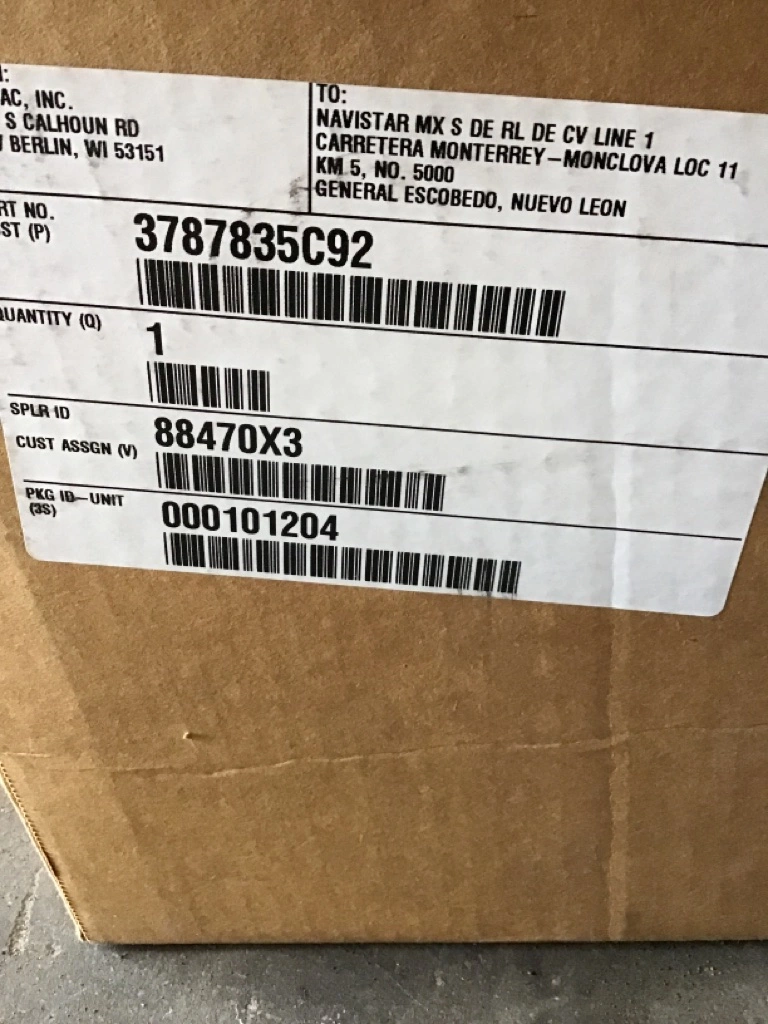 AC, INC.
S CALHOUN RD
BERLIN, WI 53151
TO:
NAVISTAR MX S DE RL DE CV LINE 1
CARRETERA MONTERREY-MONCLOVA LOC 11
KM 5, NO. 5000
GENERAL ESCOBEDO, NUEVO LEON
RT NO.
ST (P)
3787835C92
QUANTITY (Q)
1
SPLR ID
CUST ASSGN (V)
88470X3
PKG ID-UNIT
(3S)
000101204